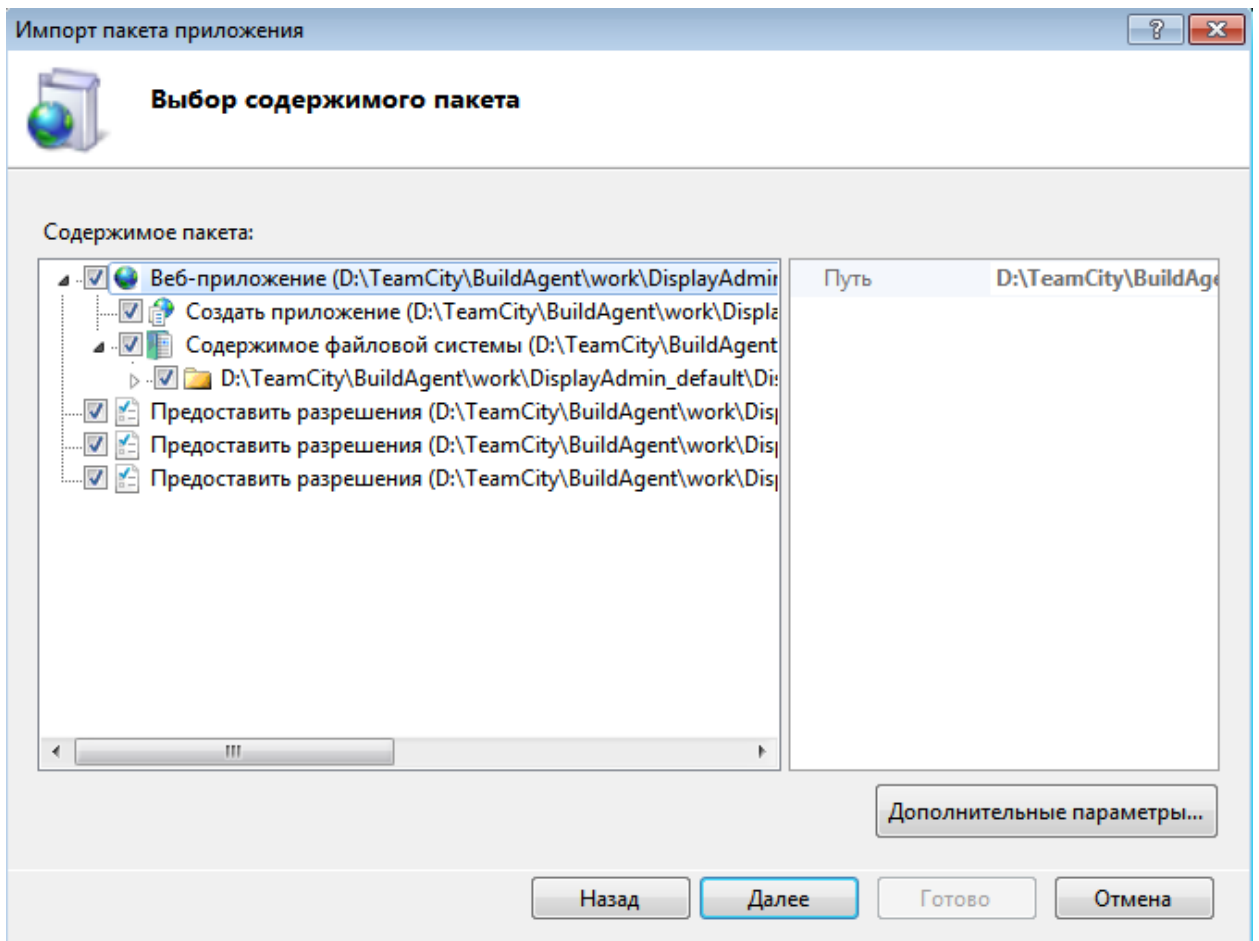 Импорт пакета приложения
Выбор содержимого пакета
Содержимое пакета:
Веб-приложение (D:\TeamCity\BuildAgent\work\DisplayAdmin
Путь D:\TeamCity\BuildAge
Создать приложение (D:\TeamCity\BuildAgent\work\Displa
Содержимое файловой системы (D:\TeamCity\BuildAgent
D:\TeamCity\BuildAgent\work\DisplayAdmin_default\Dis
Предоставить разрешения (D:\TeamCity\BuildAgent\work\Disp
Предоставить разрешения (D:\TeamCity\BuildAgent\work\Disp
Предоставить разрешения (D:\TeamCity\BuildAgent\work\Disp
Дополнительные параметры...
Назад Далее Готово Отмена